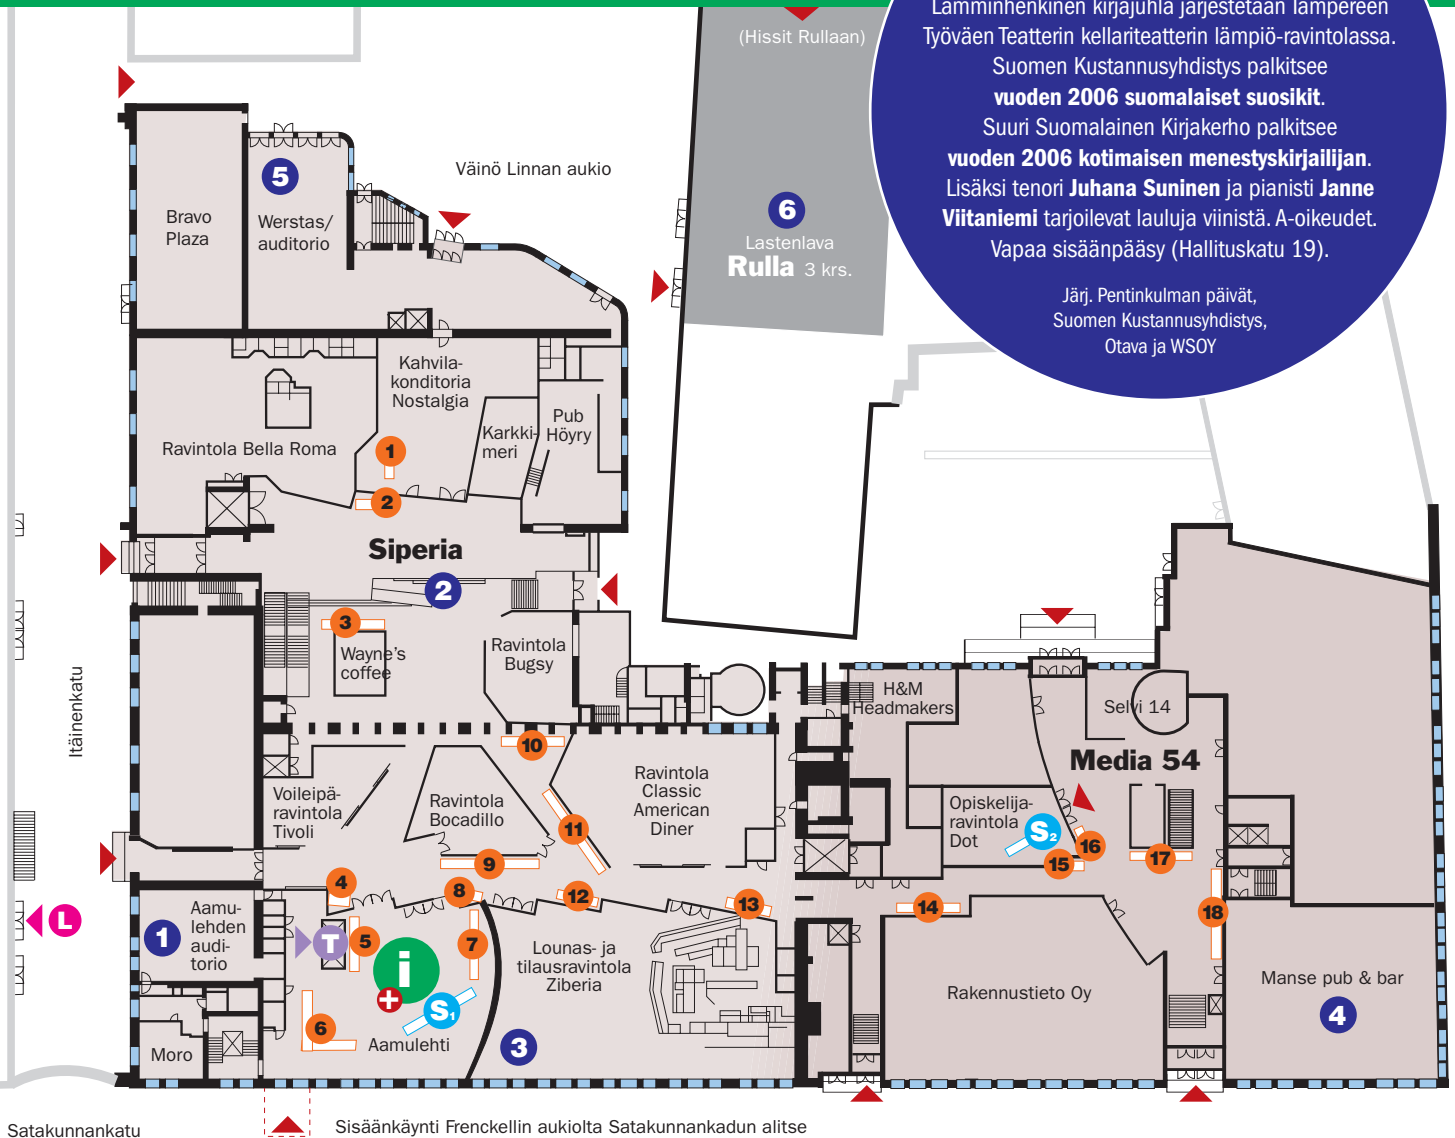 Lämminhenkinen kirjajuhla järjestetään Tampereen
Työväen Teatterin kellariteatterin lämpiö-ravintolassa.
Suomen Kustannusyhdistys palkitsee
vuoden 2006 suomalaiset suosikit.
Suuri Suomalainen Kirjakerho palkitsee
vuoden 2006 kotimaisen menestyskirjailijan.
Lisäksi tenori Juhana Suninen ja pianisti Janne
Viitaniemi tarjoilevat lauluja viinistä. A-oikeudet.
Vapaa sisäänpääsy (Hallituskatu 19).
Järj. Pentinkulman päivät,
Suomen Kustannusyhdistys,
Otava ja WSOY
(Hissit Rullaan)
6
Lastenlava
Rulla 3 krs.
Väinö Linnan aukio
5
Werstas/
auditorio
Bravo
Plaza
Kahvila-
konditoria
Nostalgia
Karkki-
meri
Pub
Höyry
Ravintola Bella Roma
1
2
Siperia
2
3
Wayne's
coffee
Ravintola
Bugsy
Itäinenkatu
H&M
Headmakers
Selvi 14
Media 54
10
Voileipä-
ravintola
Tivoli
Ravintola
Bocadillo
Ravintola
Classic
American
Diner
11
9
Opiskelija-
ravintola
Dot
S2
16
15
17
4
8
12
13
14
18
L
1
Aamu-
lehden
audi-
torio
T
5
i
+
7
S1
6
Aamulehti
Lounas- ja
tilausravintola
Ziberia
3
Moro
Rakennustieto Oy
Manse pub & bar
4
Satakunnankatu
Sisäänkäynti Frenckellin aukiolta Satakunnankadun alitse